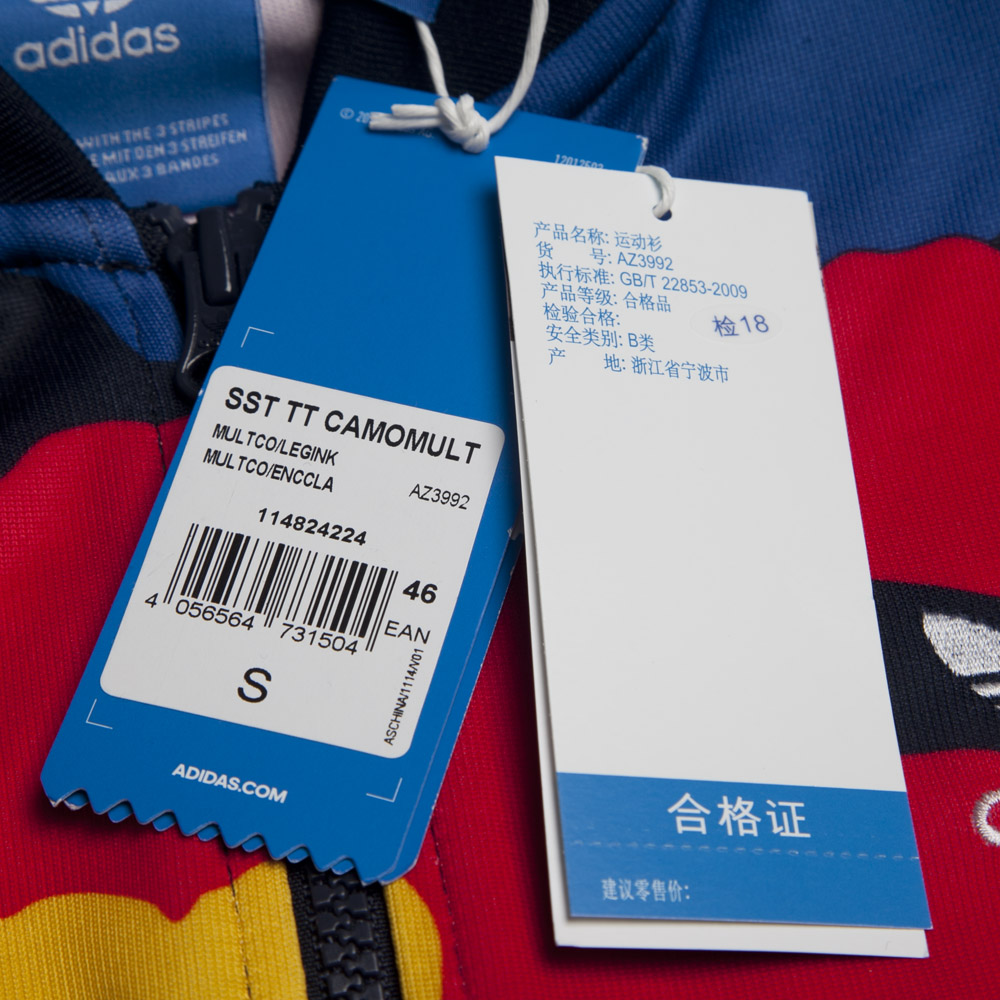 adidas
WITH THE 3 STRIPES
MIT DEN 3 STREIFEN
AUX 3 BANDES
SST TT CAMOMULT
MULTCO/LEGINK
MULTCO/ENCCLA
AZ3992
114824224
46
4 056564 731504
EAN
S
ASCHINA/1114/V01
ADIDAS.COM
产品名称: 运动衫
货 号: AZ3992
执行标准: GB/T 22853-2009
产品等级: 合格品
检验合格:
检18
安全类别: B类
产 地: 浙江省宁波市
合格证
建议零售价: